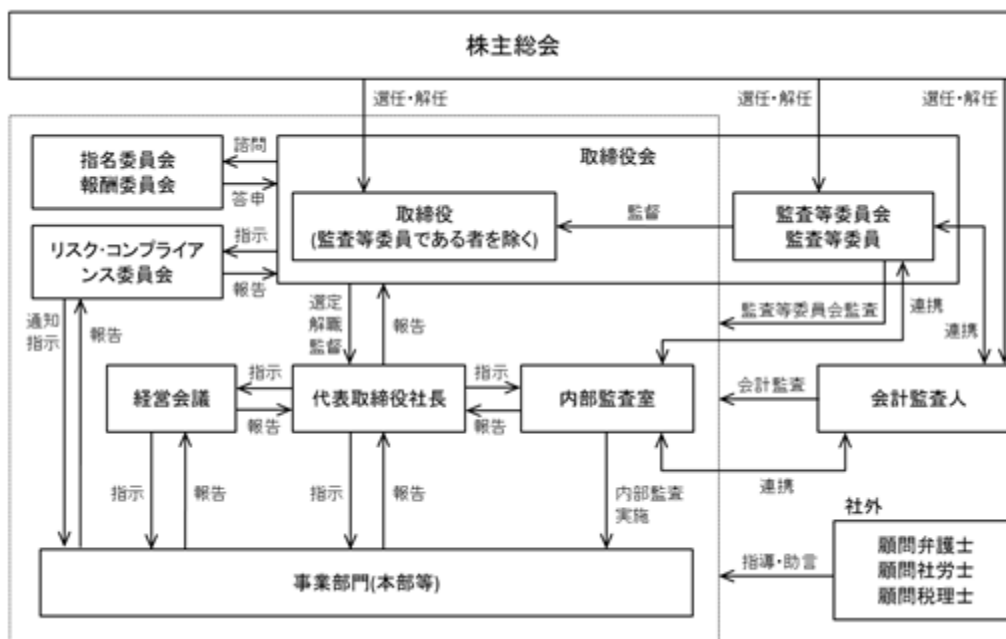 株主総会
選任・解任
選任・解任
選任・解任
指名委員会
報酬委員会
諮問
答申
取締役会
取締役
(監査等委員である者を除く)
監督
監査等委員会
監査等委員
リスク・コンプライ
アンス委員会
指示
報告
通知
指示
報告
選定
解職
監督
報告
監査等委員会監査
連携
連携
経営会議
指示
報告
代表取締役社長
指示
報告
内部監査室
会計監査
会計監査人
指示
報告
指示
報告
内部監査
実施
連携
社外
事業部門(本部等)
指導・助言
顧問弁護士
顧問社労士
顧問税理士